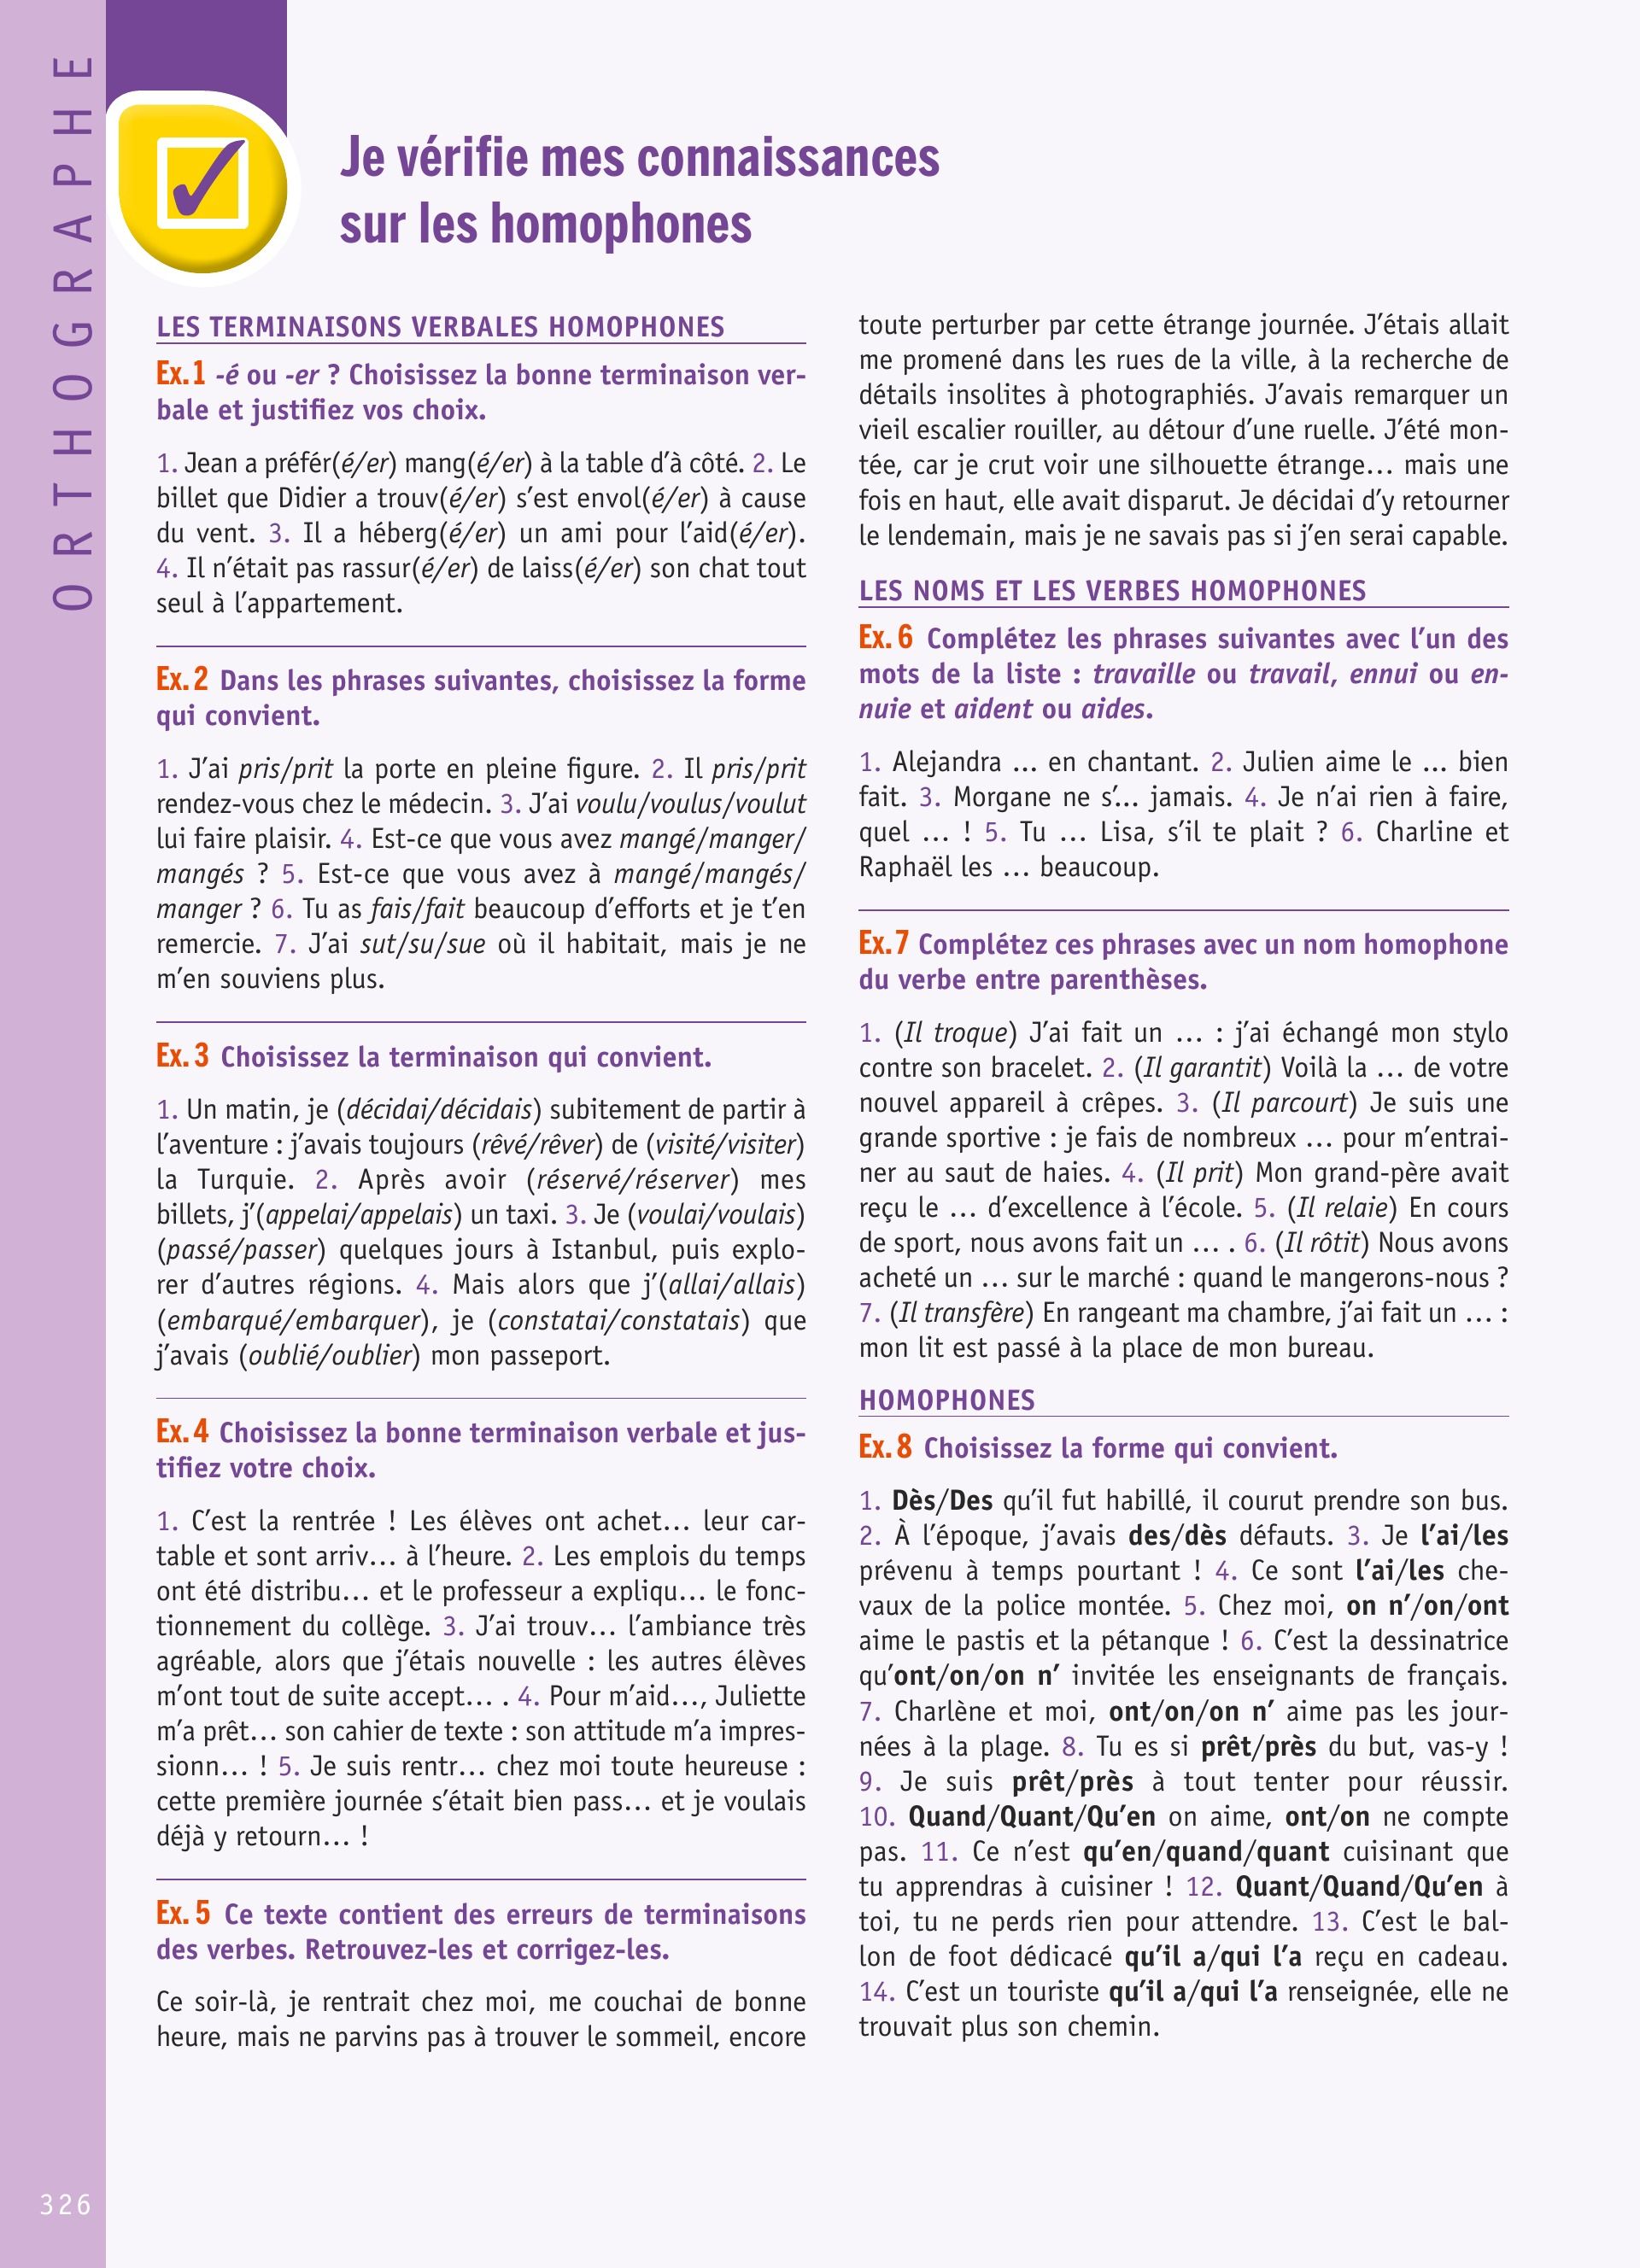 ORTHOGRAPHE
Je vérifie mes connaissances
sur les homophones
LES TERMINAISONS VERBALES HOMOPHONES
Ex.1 -é ou -er ? Choisissez la bonne terminaison ver-
bale et justifiez vos choix.
1. Jean a préfér(é/er) mang(é/er) à la table d’à côté. 2. Le
billet que Didier a trouv(é/er) s’est envol(é/er) à cause
du vent. 3. Il a héberg(é/er) un ami pour l’aid(é/er).
4. Il n’était pas rassur(é/er) de laiss(é/er) son chat tout
seul à l’appartement.
Ex.2 Dans les phrases suivantes, choisissez la forme
qui convient.
1. J’ai pris/prit la porte en pleine figure. 2. Il pris/prit
rendez-vous chez le médecin. 3. J’ai voulu/voulus/voulut
lui faire plaisir. 4. Est-ce que vous avez mangé/manger/
mangés ? 5. Est-ce que vous avez à mangé/mangés/
manger ? 6. Tu as fais/fait beaucoup d’efforts et je t’en
remercie. 7. J’ai sut/su/sue où il habitait, mais je ne
m’en souviens plus.
Ex.3 Choisissez la terminaison qui convient.
1. Un matin, je (décidai/décidais) subitement de partir à
l’aventure : j’avais toujours (rêvé/rêver) de (visité/visiter)
la Turquie. 2. Après avoir (réservé/réserver) mes
billets, j’(appelai/appelais) un taxi. 3. Je (voulai/voulais)
(passé/passer) quelques jours à Istanbul, puis explo-
rer d’autres régions. 4. Mais alors que j’(allai/allais)
(embarqué/embarquer), je (constatai/constatais) que
j’avais (oublié/oublier) mon passeport.
Ex.4 Choisissez la bonne terminaison verbale et jus-
tifiez votre choix.
1. C’est la rentrée ! Les élèves ont achet… leur car-
table et sont arriv… à l’heure. 2. Les emplois du temps
ont été distribu… et le professeur a expliqu… le fonc-
tionnement du collège. 3. J’ai trouv… l’ambiance très
agréable, alors que j’étais nouvelle : les autres élèves
m’ont tout de suite accept… . 4. Pour m’aid…, Juliette
m’a prêt… son cahier de texte : son attitude m’a impres-
sionn… ! 5. Je suis rentr… chez moi toute heureuse :
cette première journée s’était bien pass… et je voulais
déjà y retourn… !
Ex.5 Ce texte contient des erreurs de terminaisons
des verbes. Retrouvez-les et corrigez-les.
Ce soir-là, je rentrait chez moi, me couchai de bonne
heure, mais ne parvins pas à trouver le sommeil, encore
toute perturber par cette étrange journée. J’étais allait
me promené dans les rues de la ville, à la recherche de
détails insolites à photographiés. J’avais remarquer un
vieil escalier rouiller, au détour d’une ruelle. J’été mon-
tée, car je crut voir une silhouette étrange… mais une
fois en haut, elle avait disparut. Je décidai d’y retourner
le lendemain, mais je ne savais pas si j’en serai capable.
LES NOMS ET LES VERBES HOMOPHONES
Ex.6 Complétez les phrases suivantes avec l’un des
mots de la liste : travaille ou travail, ennui ou en-
nuie et aident ou aides.
1. Alejandra … en chantant. 2. Julien aime le … bien
fait. 3. Morgane ne s’… jamais. 4. Je n’ai rien à faire,
quel … ! 5. Tu … Lisa, s’il te plait ? 6. Charline et
Raphaël les … beaucoup.
Ex.7 Complétez ces phrases avec un nom homophone
du verbe entre parenthèses.
1. (Il troque) J’ai fait un … : j’ai échangé mon stylo
contre son bracelet. 2. (Il garantit) Voilà la … de votre
nouvel appareil à crêpes. 3. (Il parcourt) Je suis une
grande sportive : je fais de nombreux … pour m’entrai-
ner au saut de haies. 4. (Il prit) Mon grand-père avait
reçu le … d’excellence à l’école. 5. (Il relaie) En cours
de sport, nous avons fait un … . 6. (Il rôtit) Nous avons
acheté un … sur le marché : quand le mangerons-nous ?
7. (Il transfère) En rangeant ma chambre, j’ai fait un … :
mon lit est passé à la place de mon bureau.
HOMOPHONES
Ex.8 Choisissez la forme qui convient.
1. Dès/Des qu’il fut habillé, il courut prendre son bus.
2. À l’époque, j’avais des/dès défauts. 3. Je l’ai/les
prévenu à temps pourtant ! 4. Ce sont l’ai/les che-
vaux de la police montée. 5. Chez moi, on n’/on/ont
aime le pastis et la pétanque ! 6. C’est la dessinatrice
qu’ont/on/on n’ invitée les enseignants de français.
7. Charlène et moi, ont/on/on n’ aime pas les jour-
nées à la plage. 8. Tu es si prêt/près du but, vas-y !
9. Je suis prêt/près à tout tenter pour réussir.
10. Quand/Quant/Qu’en on aime, ont/on ne compte
pas. 11. Ce n’est qu’en/quand/quant cuisinant que
tu apprendras à cuisiner ! 12. Quant/Quand/Qu’en à
toi, tu ne perds rien pour attendre. 13. C’est le bal-
lon de foot dédicacé qu’il a/qui l’a reçu en cadeau.
14. C’est un touriste qu’il a/qui l’a renseignée, elle ne
trouvait plus son chemin.
326